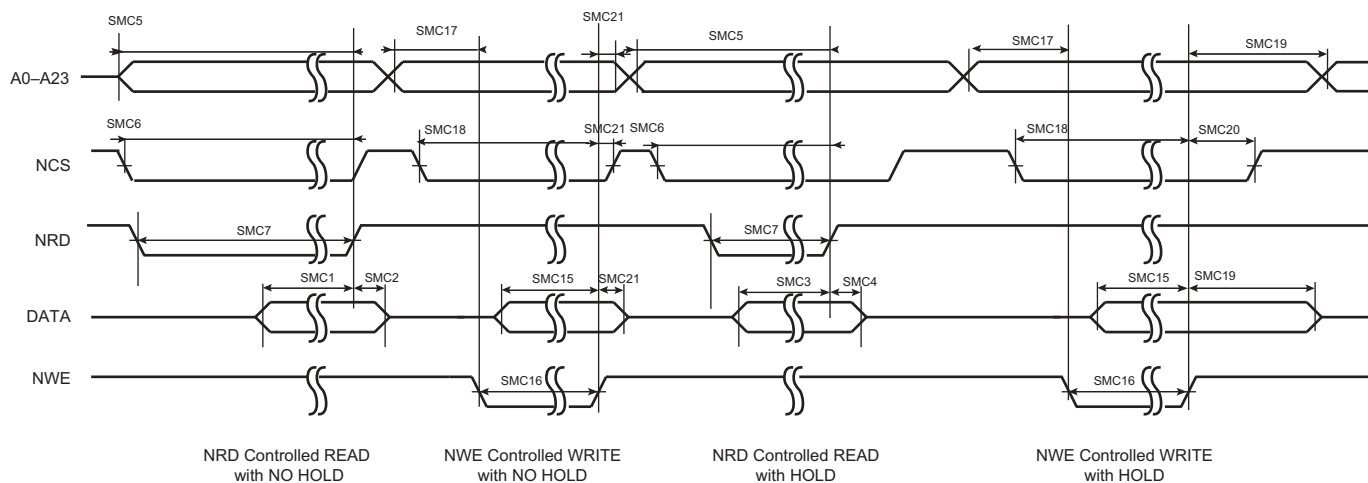 SMC5
SMC17
SMC21
SMC5
SMC17
SMC19
A0–A23
SMC6
SMC18
SMC21
SMC6
SMC18
SMC20
NCS
NRD
SMC7
SMC7
SMC1
SMC2
SMC15
SMC21
SMC3
SMC4
SMC15
SMC19
DATA
NWE
SMC16
SMC16
NRD Controlled READ
with NO HOLD
NWE Controlled WRITE
with NO HOLD
NRD Controlled READ
with HOLD
NWE Controlled WRITE
with HOLD